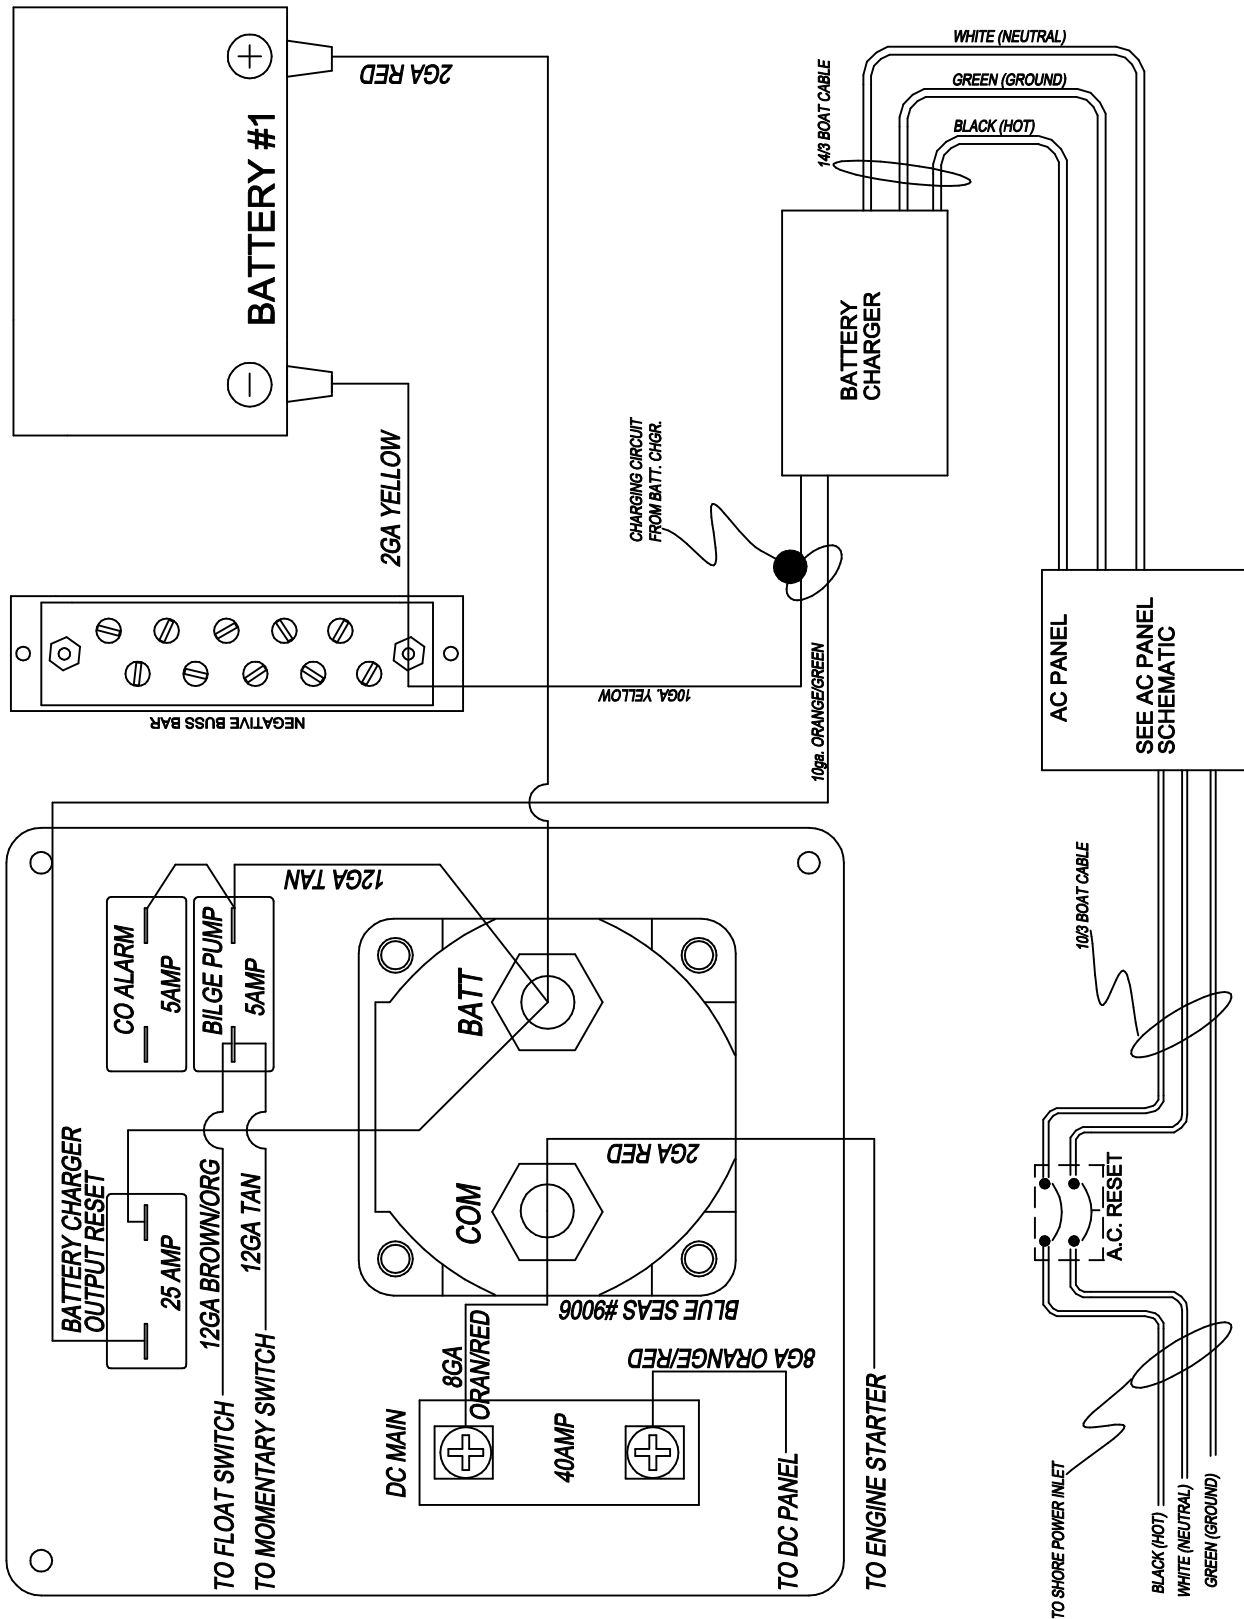 BATTERY #1
2GA RED
2GA YELLOW
NEGATIVE BUSS BAR
WHITE (NEUTRAL)
GREEN (GROUND)
BLACK (HOT)
14/3 BOAT CABLE
BATTERY
CHARGER
CHARGING CIRCUIT
FROM BATT. CHGR.
10GA. YELLOW
10ga. ORANGE/GREEN
AC PANEL
SEE AC PANEL
SCHEMATIC
12GA TAN
CO ALARM
5AMP
BILGE PUMP
5AMP
BATT
COM
2GA RED
BLUE SEAS #9006
BATTERY CHARGER
OUTPUT RESET
25 AMP
12GA BROWN/ORG
12GA TAN
TO FLOAT SWITCH
TO MOMENTARY SWITCH
8GA
ORAN/RED
8GA ORANGE/RED
DC MAIN
40AMP
TO DC PANEL
TO ENGINE STARTER
10/3 BOAT CABLE
A.C. RESET
TO SHORE POWER INLET
BLACK (HOT)
WHITE (NEUTRAL)
GREEN (GROUND)